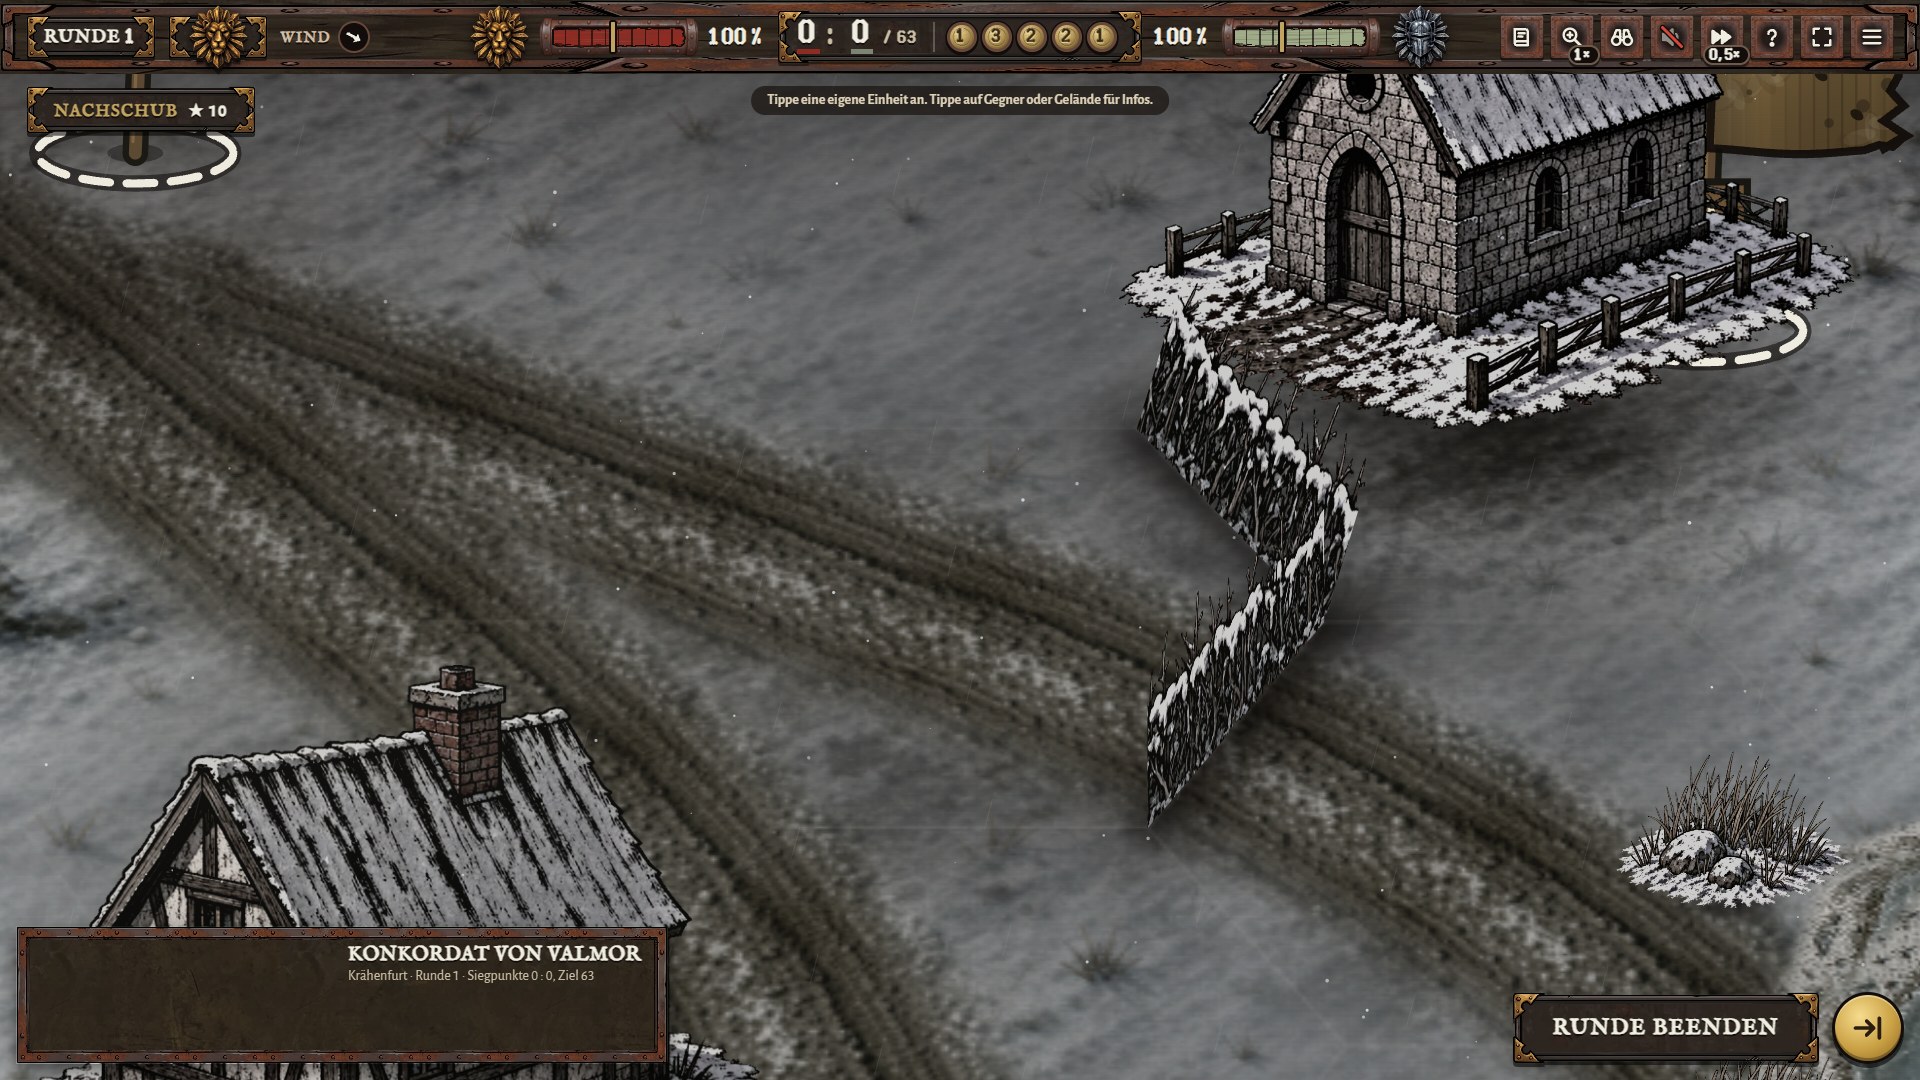 RUNDE 1
WIND
100 %
0 : 0 / 63
1 3 2 2 1
100 %
1×
0,5×
?
NACHSCHUB ★ 10
Tippe eine eigene Einheit an. Tippe auf Gegner oder Gelände für Infos.
KONKORDAT VON VALMOR
Krähenfurt · Runde 1 · Siegpunkte 0 : 0, Ziel 63
RUNDE BEENDEN